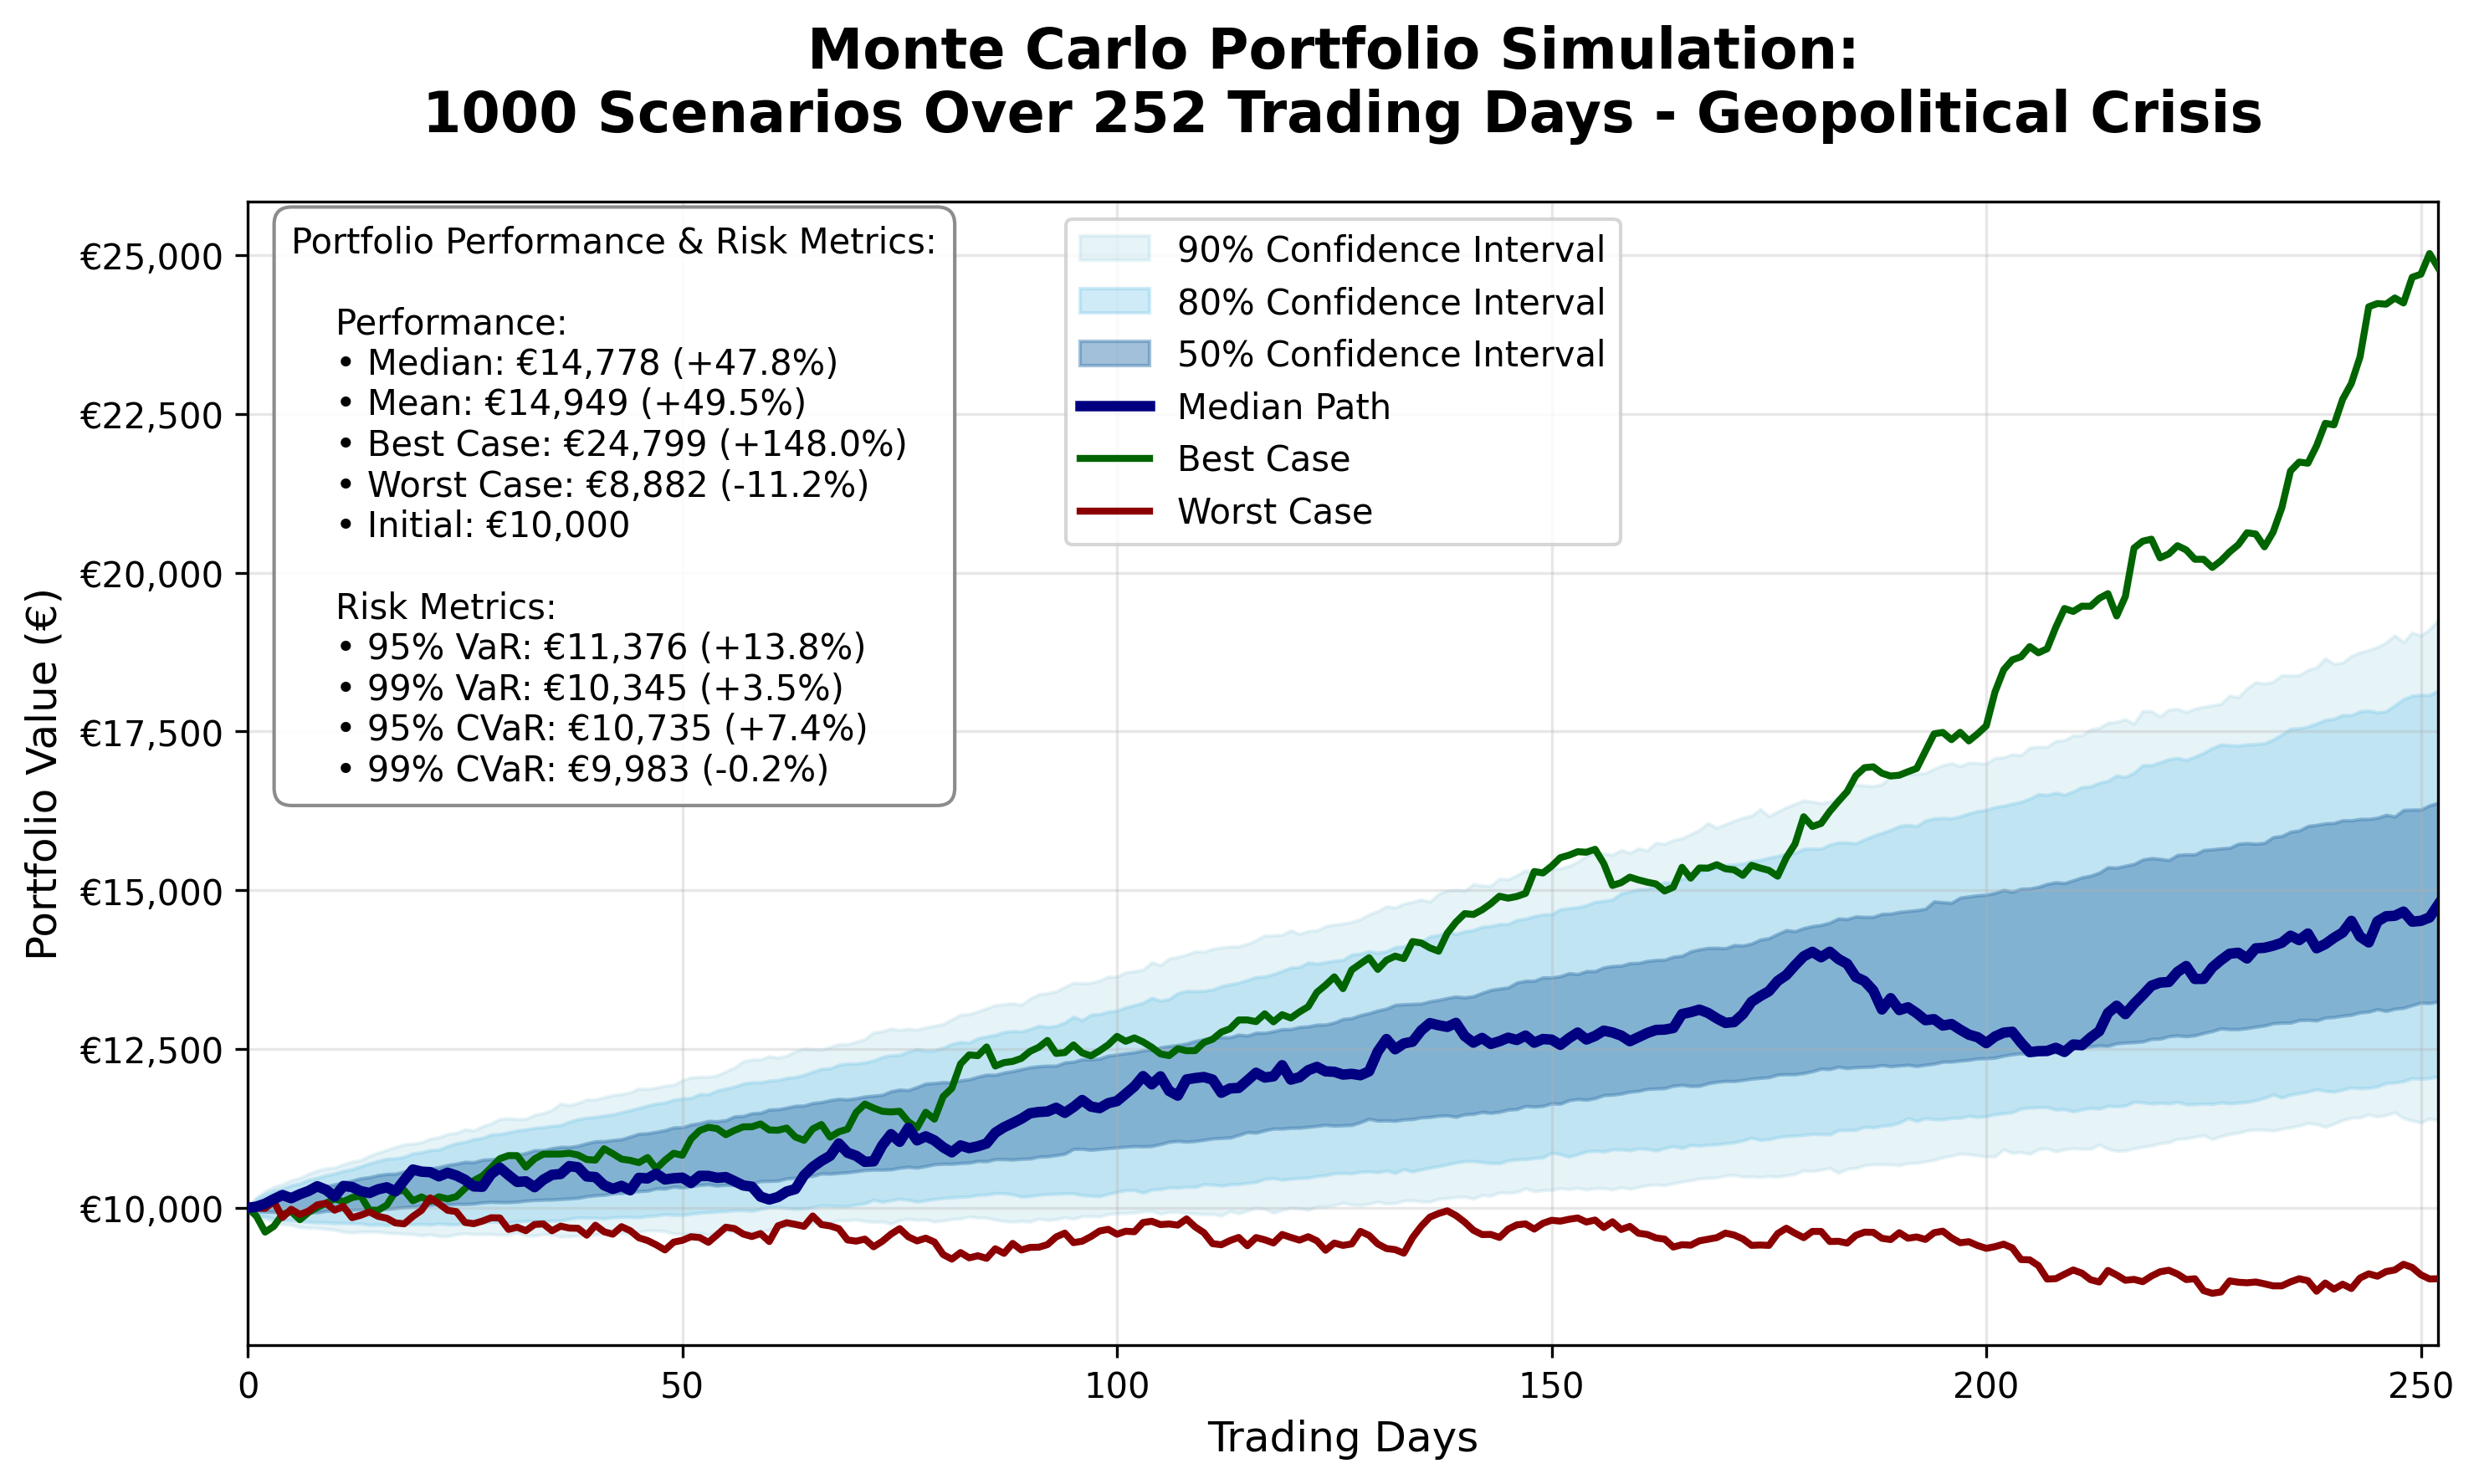 Monte Carlo Portfolio Simulation:
1000 Scenarios Over 252 Trading Days - Geopolitical Crisis
Portfolio Performance & Risk Metrics:
Performance:
• Median: €14,778 (+47.8%)
• Mean: €14,949 (+49.5%)
• Best Case: €24,799 (+148.0%)
• Worst Case: €8,882 (-11.2%)
• Initial: €10,000
Risk Metrics:
• 95% VaR: €11,376 (+13.8%)
• 99% VaR: €10,345 (+3.5%)
• 95% CVaR: €10,735 (+7.4%)
• 99% CVaR: €9,983 (-0.2%)
90% Confidence Interval
80% Confidence Interval
50% Confidence Interval
Median Path
Best Case
Worst Case
Portfolio Value (€)
€25,000
€22,500
€20,000
€17,500
€15,000
€12,500
€10,000
0
50
100
150
200
250
Trading Days